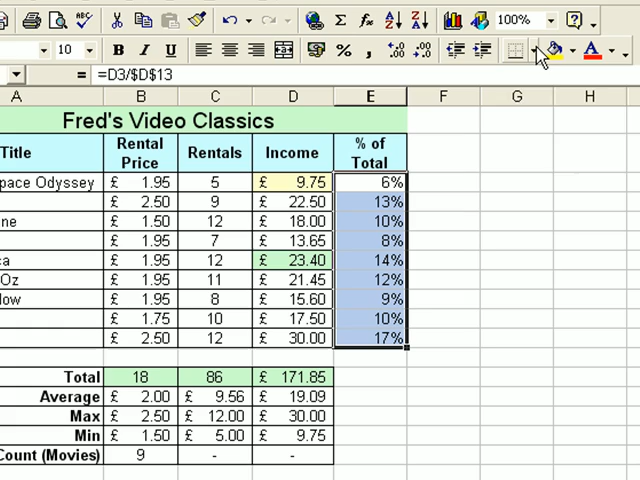 Σ fx 100% ?
10 B I U % , .00
= =D3/$D$13
A B C D E F G H
Fred's Video Classics
Title Rental Price Rentals Income % of Total
pace Odyssey £ 1.95 5 £ 9.75 6%
£ 2.50 9 £ 22.50 13%
ne £ 1.50 12 £ 18.00 10%
£ 1.95 7 £ 13.65 8%
ca £ 1.95 12 £ 23.40 14%
Oz £ 1.95 11 £ 21.45 12%
low £ 1.95 8 £ 15.60 9%
£ 1.75 10 £ 17.50 10%
£ 2.50 12 £ 30.00 17%
Total 18 86 £ 171.85
Average £ 2.00 £ 9.56 £ 19.09
Max £ 2.50 £ 12.00 £ 30.00
Min £ 1.50 £ 5.00 £ 9.75
Count (Movies) 9 - -